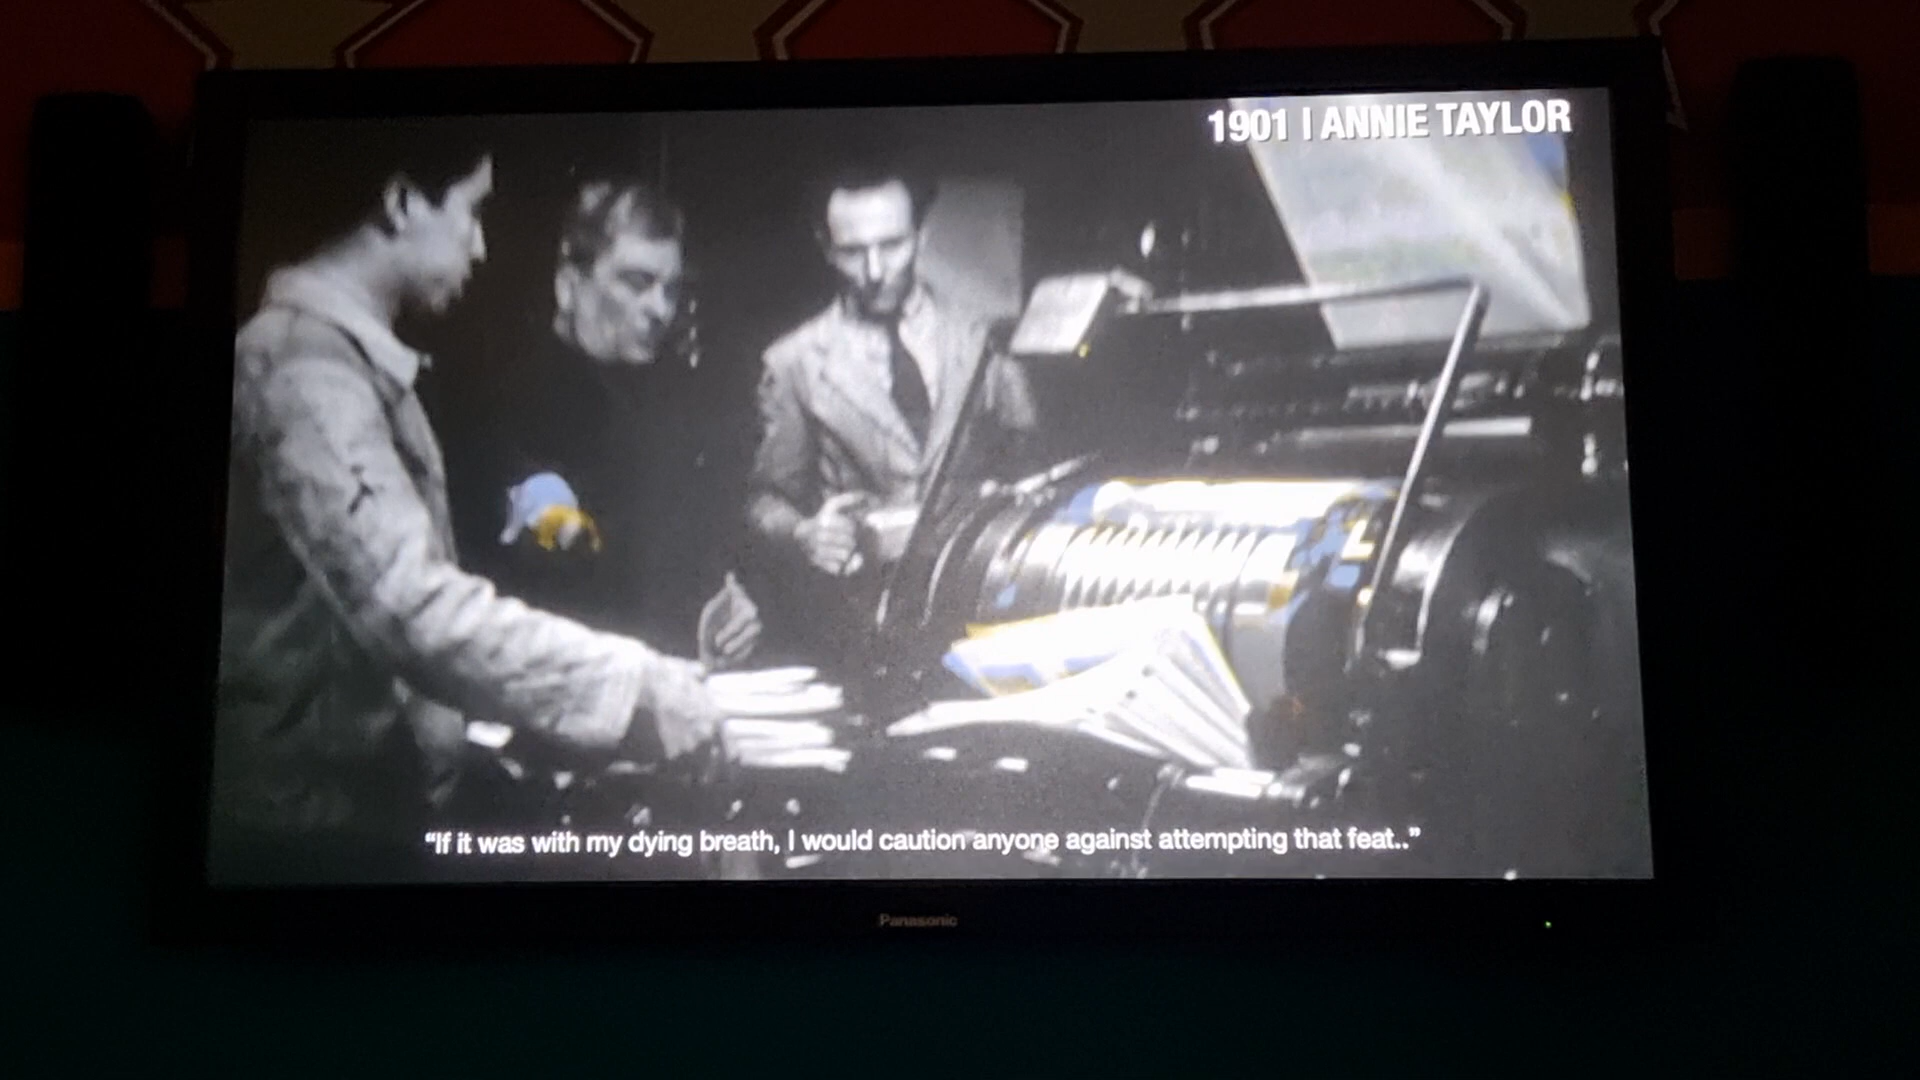 1901 | ANNIE TAYLOR
“If it was with my dying breath, I would caution anyone against attempting that feat..”
Panasonic